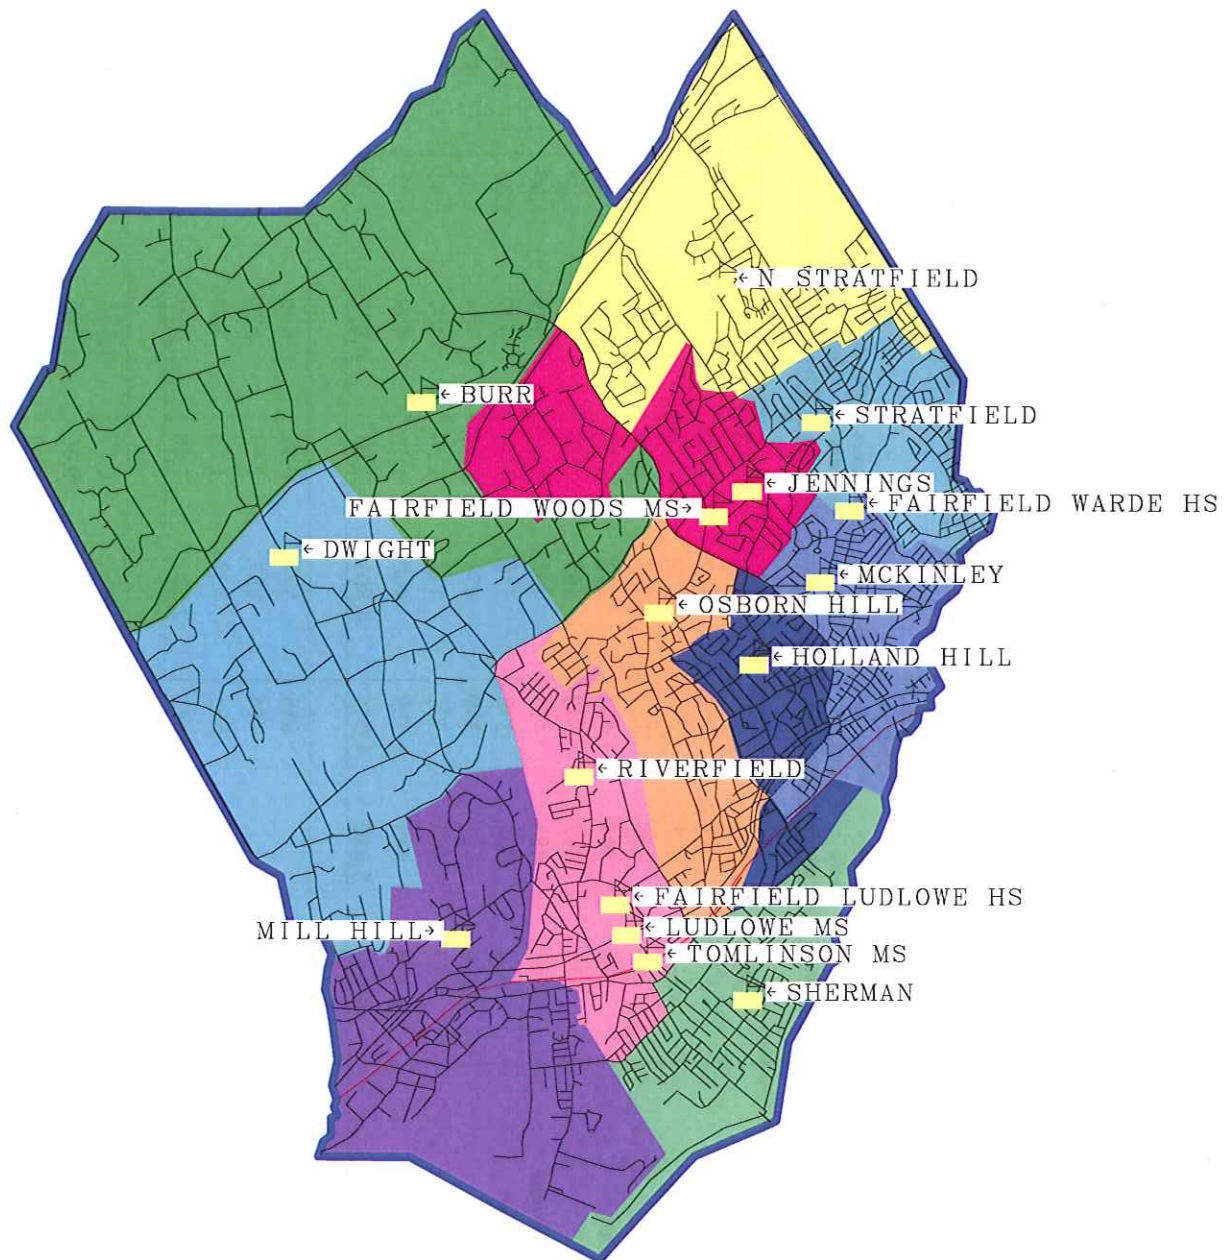 ← N STRATFIELD
← BURR
← STRATFIELD
← JENNINGS
FAIRFIELD WOODS MS→
← FAIRFIELD WARDE HS
← DWIGHT
← MCKINLEY
← OSBORN HILL
← HOLLAND HILL
← RIVERFIELD
← FAIRFIELD LUDLOWE HS
MILL HILL→
← LUDLOWE MS
← TOMLINSON MS
← SHERMAN